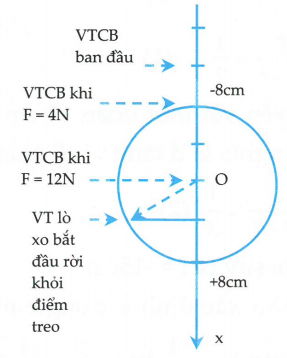 VTCB
ban đầu
-8cm
VTCB khi
F = 4N
VTCB khi
F = 12N
O
VT lò
xo bắt
đầu rời
khỏi
điểm
treo
+8cm
x